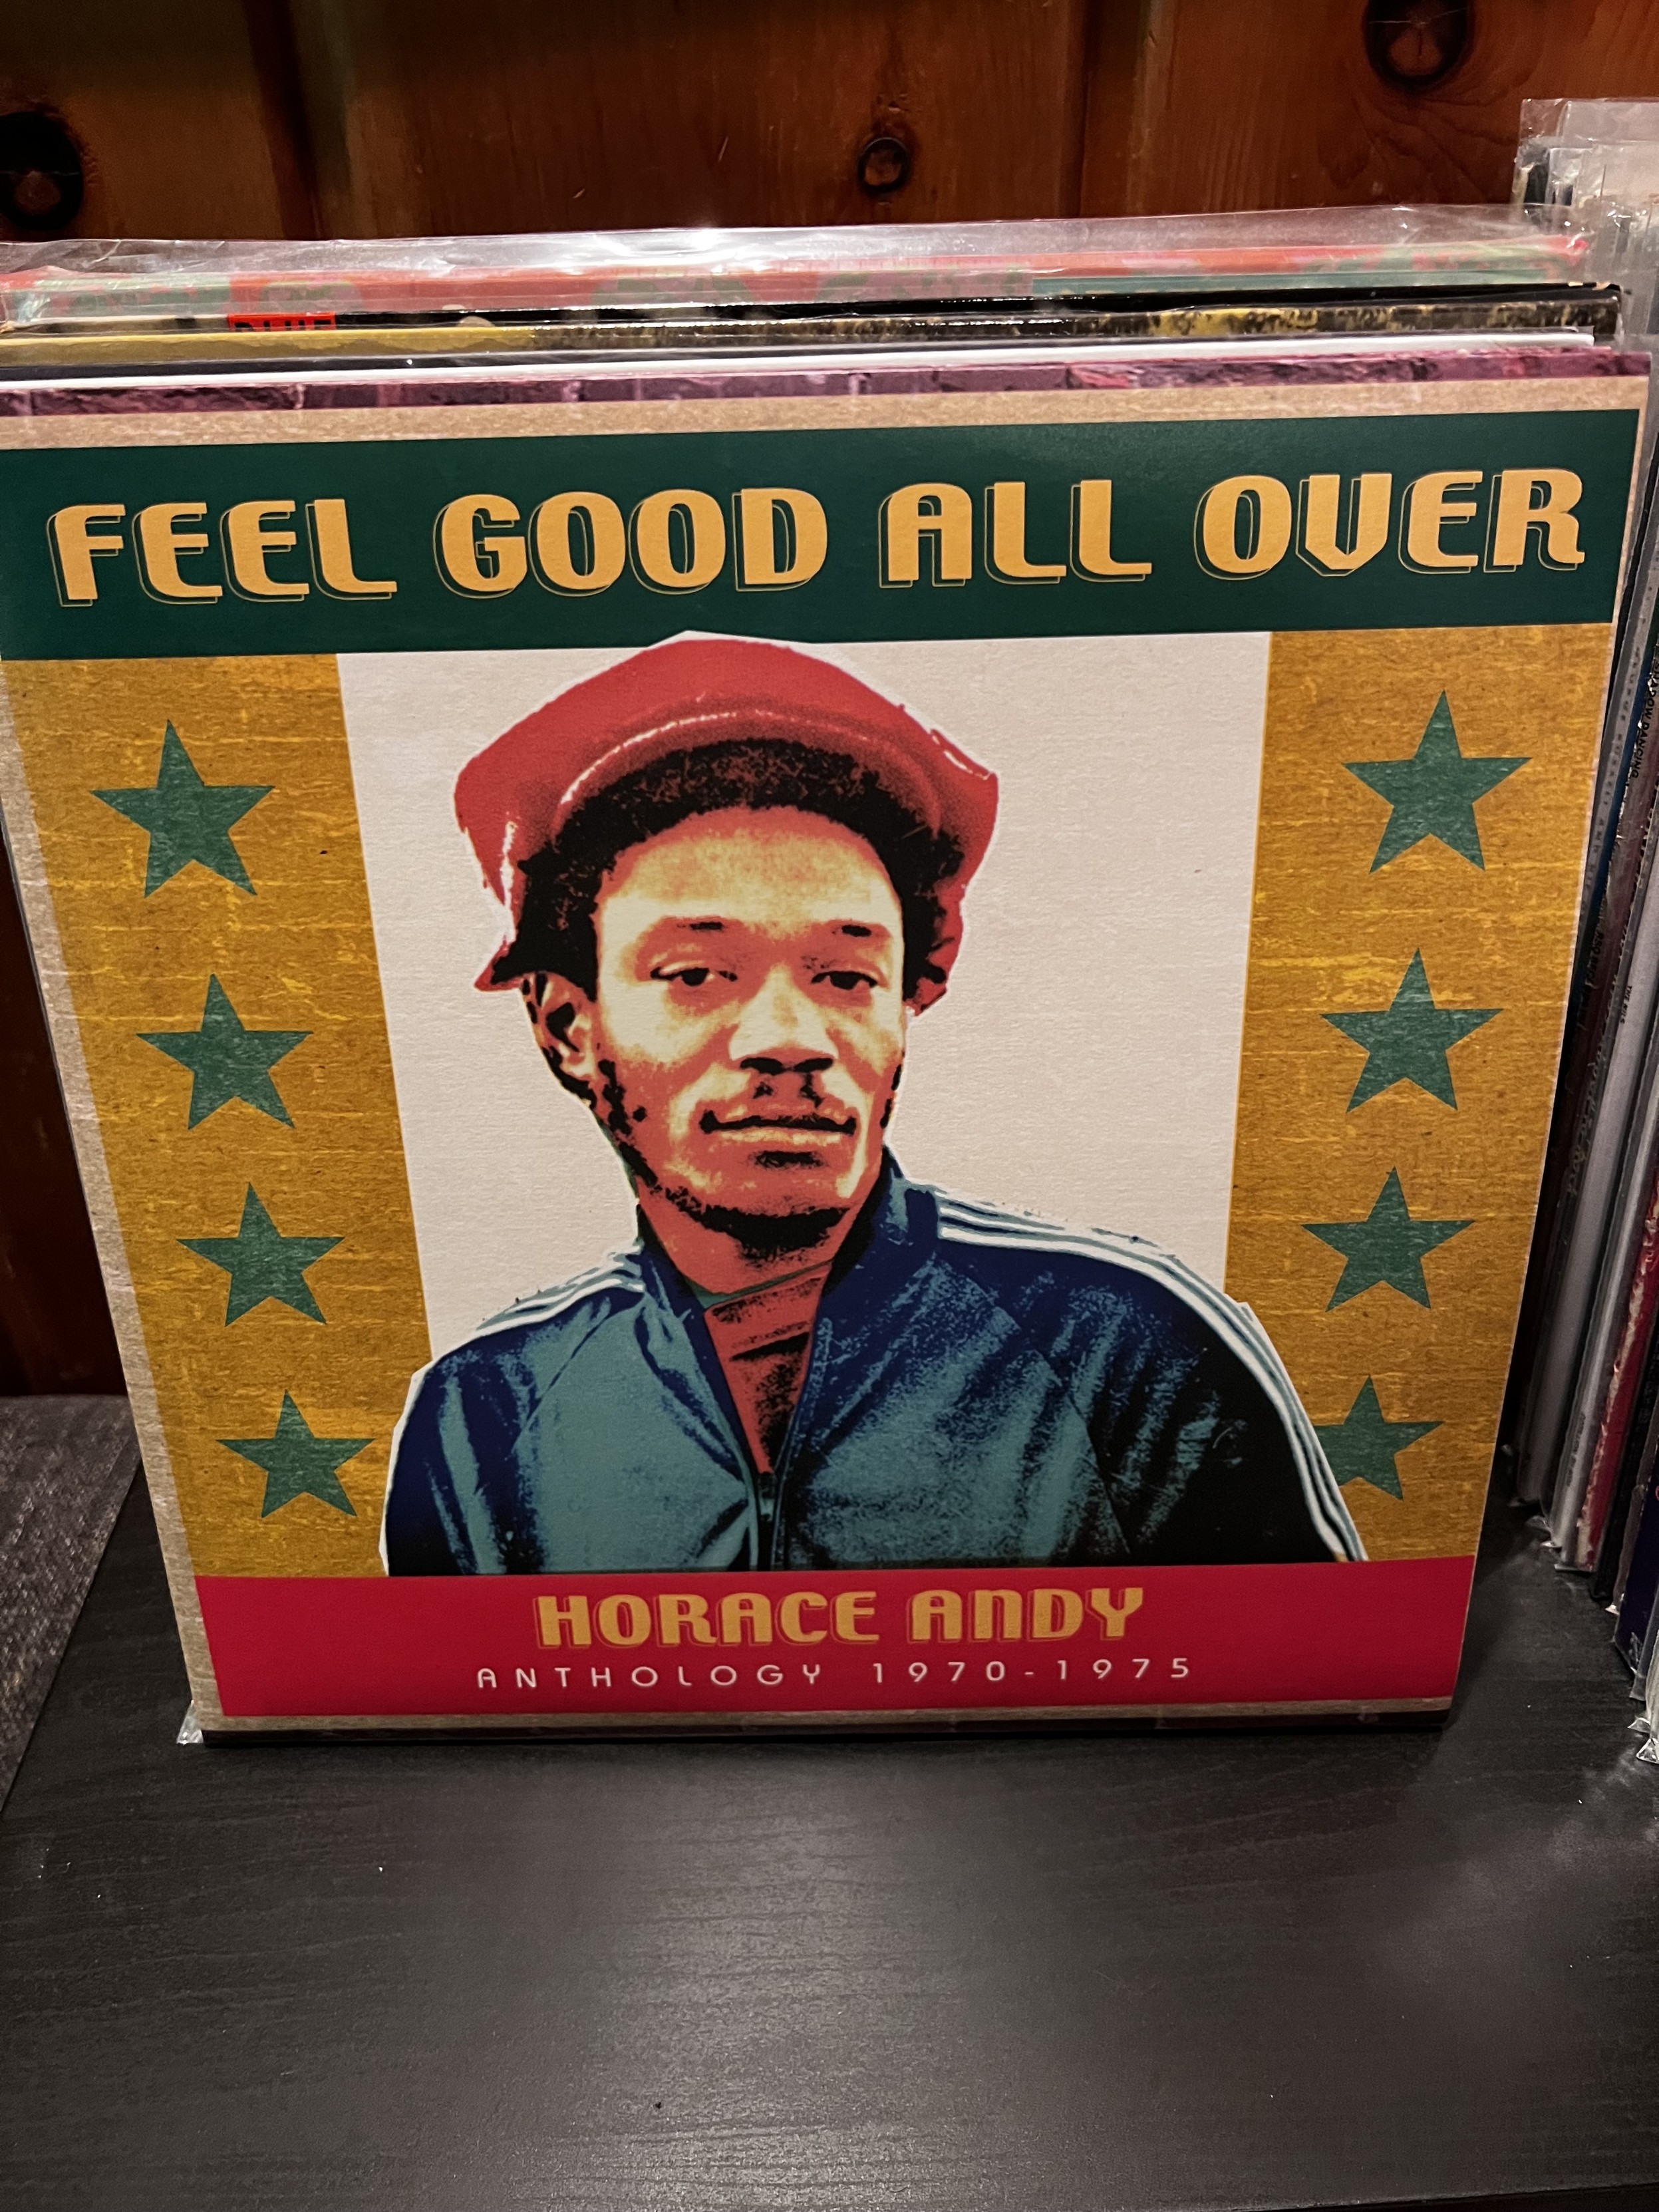 FEEL GOOD ALL OVER
HORACE ANDY
ANTHOLOGY 1970-1975